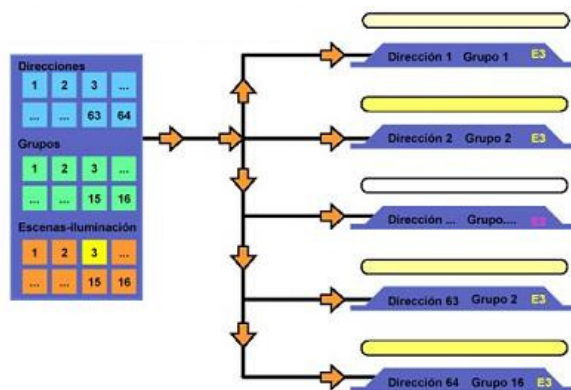 Direcciones
1 2 3 ...
... ... 63 64
Grupos
1 2 3 ...
... ... 15 16
Escenas-iluminación
1 2 3 ...
... ... 15 16
Dirección 1 Grupo 1 E3
Dirección 2 Grupo 2 E3
Dirección ... Grupo.... E3
Dirección 63 Grupo 2 E3
Dirección 64 Grupo 16 E3